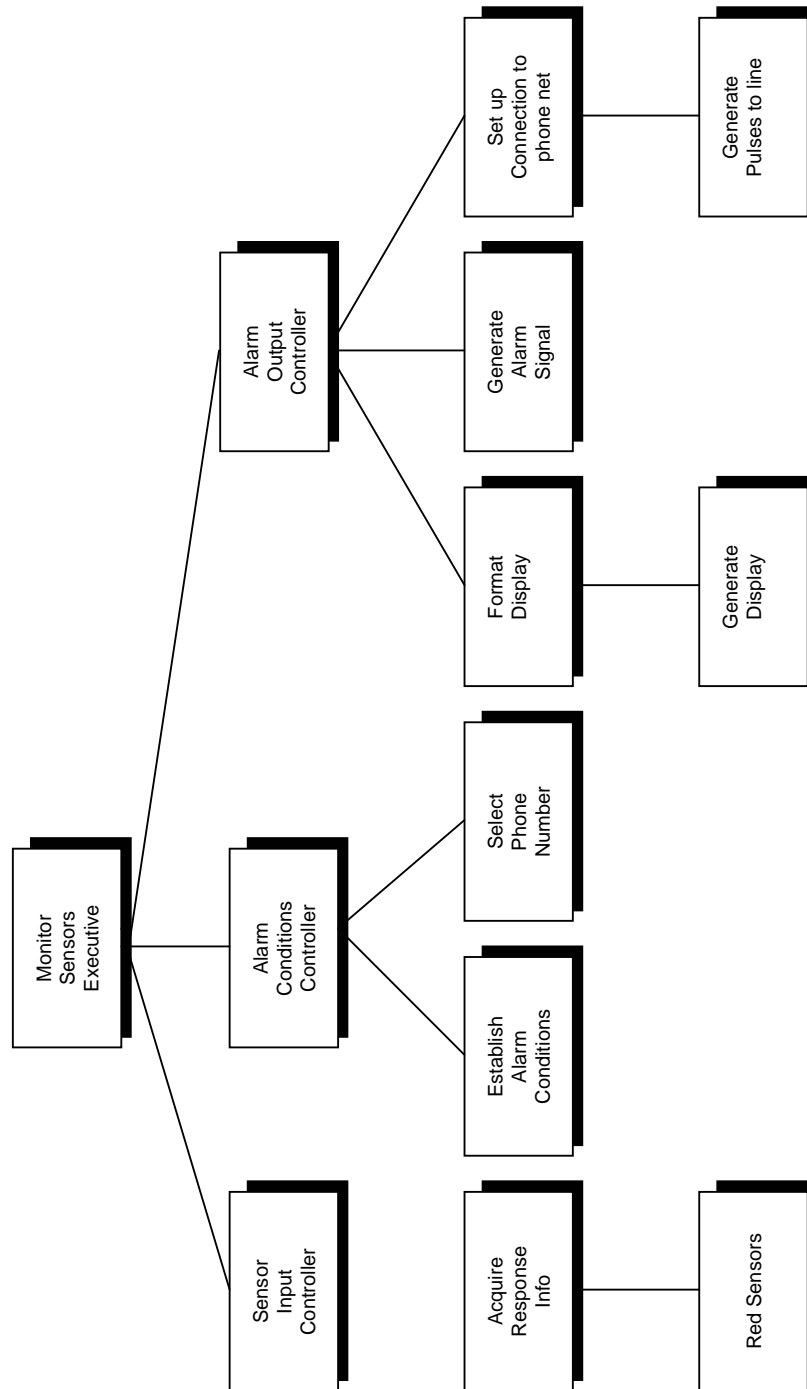 Monitor
Sensors
Executive
Sensor
Input
Controller
Alarm
Conditions
Controller
Alarm
Output
Controller
Acquire
Response
Info
Establish
Alarm
Conditions
Select
Phone
Number
Format
Display
Generate
Alarm
Signal
Set up
Connection to
phone net
Red Sensors
Generate
Display
Generate
Pulses to line